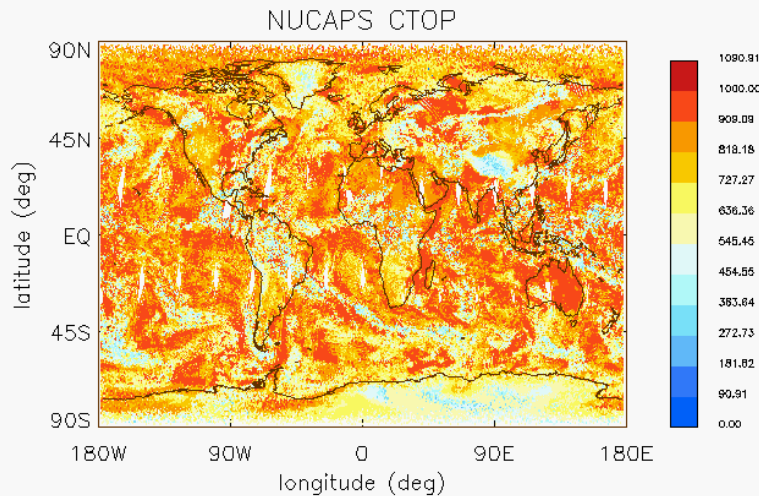 NUCAPS CTOP
90N
45N
EQ
45S
90S
latitude (deg)
180W 90W 0 90E 180E
longitude (deg)
1090.91
1000.00
909.09
818.18
727.27
636.36
545.45
454.55
363.64
272.73
181.82
90.91
0.00